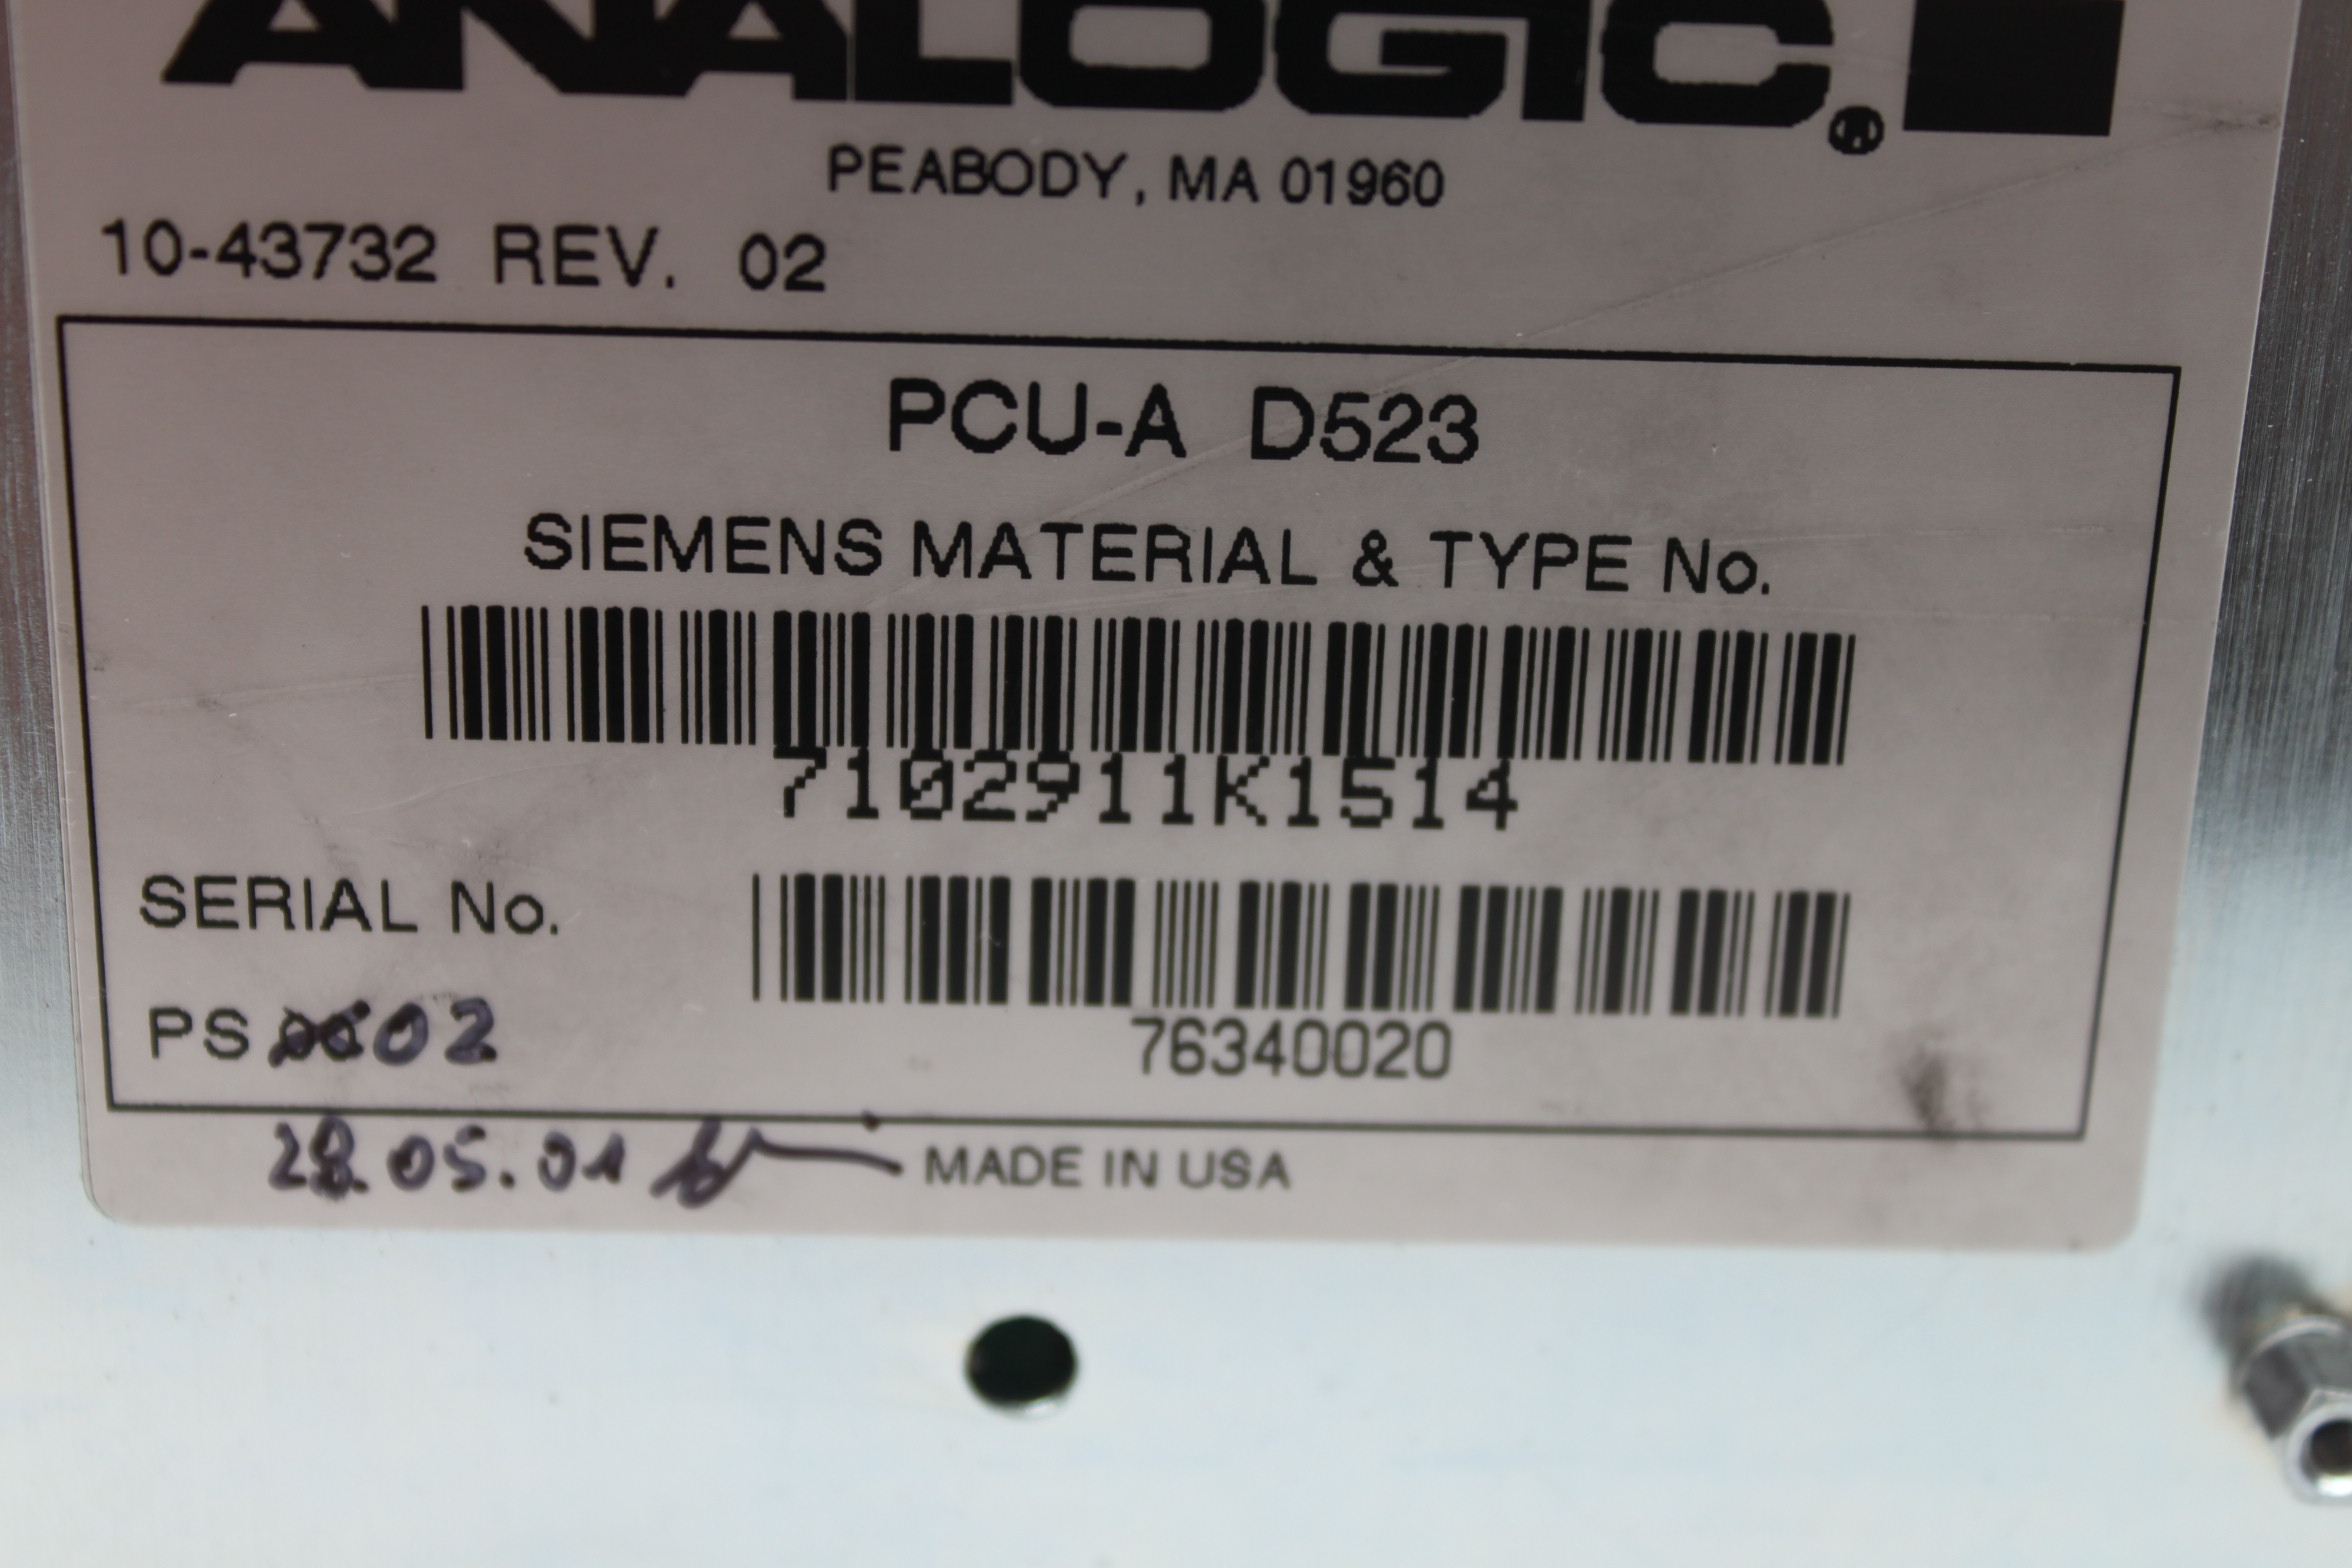 ANALOGIC.®
PEABODY, MA 01960
10-43732 REV. 02
PCU-A D523
SIEMENS MATERIAL & TYPE No.
7102911K1514
SERIAL No.
PS 02
76340020
28.05.01
MADE IN USA